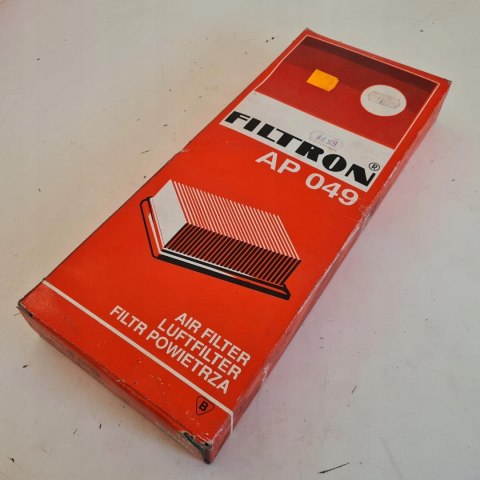 FILTRON®
AP 049
AIR FILTER
LUFTFILTER
FILTR POWIETRZA
B